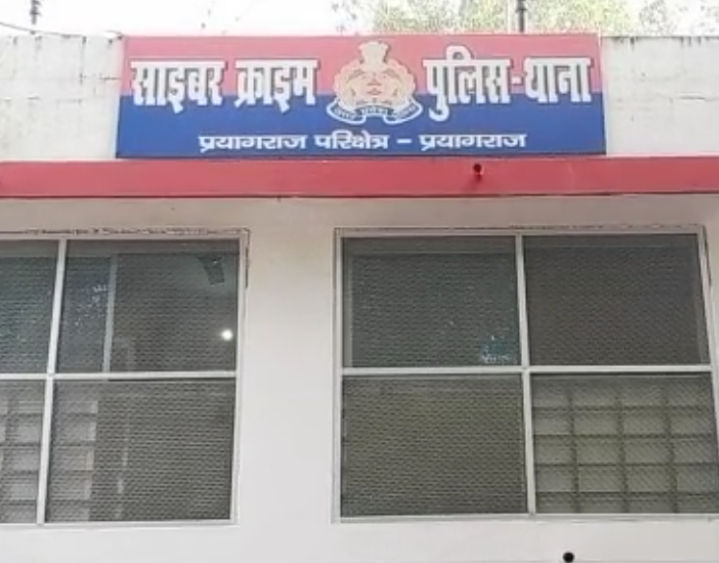 साइबर क्राइम पुलिस-थाना
प्रयागराज परिक्षेत्र - प्रयागराज